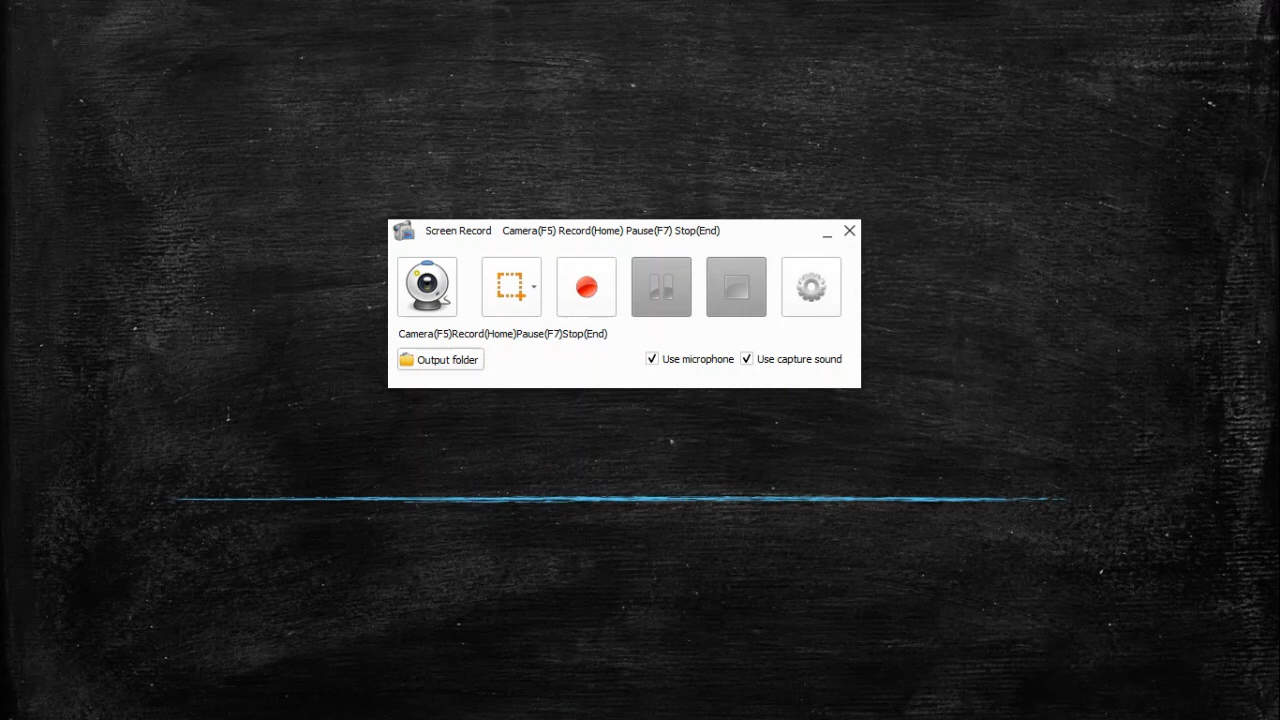 Screen Record Camera(F5) Record(Home) Pause(F7) Stop(End)
Camera(F5)Record(Home)Pause(F7)Stop(End)
Output folder Use microphone Use capture sound